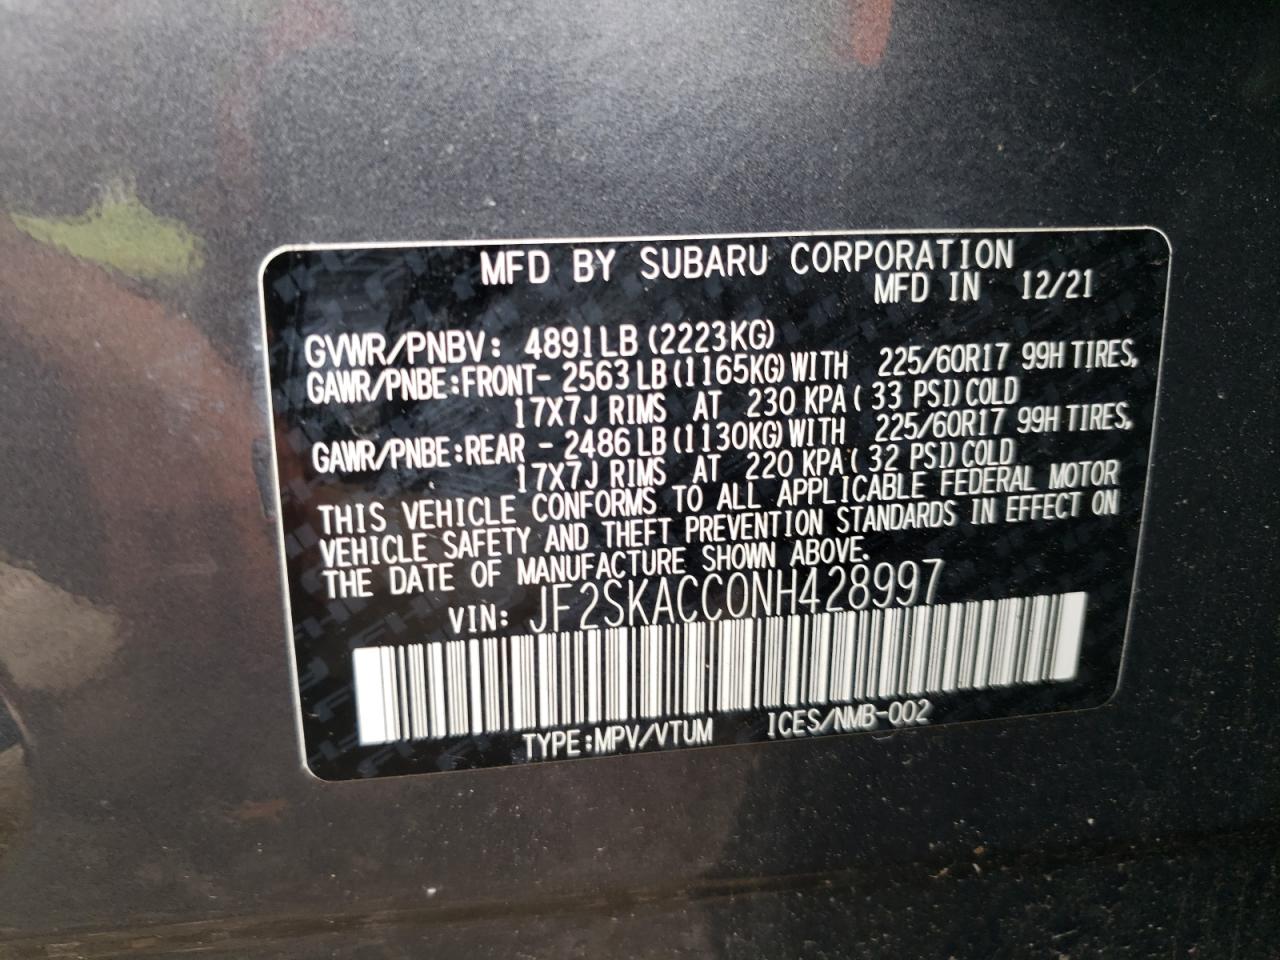 MFD BY SUBARU CORPORATION
MFD IN 12/21
GVWR/PNBV: 4891LB (2223KG)
GAWR/PNBE:FRONT- 2563 LB (1165KG) WITH 225/60R17 99H TIRES,
17X7J RIMS AT 230 KPA ( 33 PSI) COLD
GAWR/PNBE:REAR - 2486 LB (1130KG) WITH 225/60R17 99H TIRES,
17X7J RIMS AT 220 KPA ( 32 PSI) COLD
THIS VEHICLE CONFORMS TO ALL APPLICABLE FEDERAL MOTOR
VEHICLE SAFETY AND THEFT PREVENTION STANDARDS IN EFFECT ON
THE DATE OF MANUFACTURE SHOWN ABOVE.
VIN: JF2SKACC0NH428997
TYPE:MPV/VTUM ICES/NMB-002